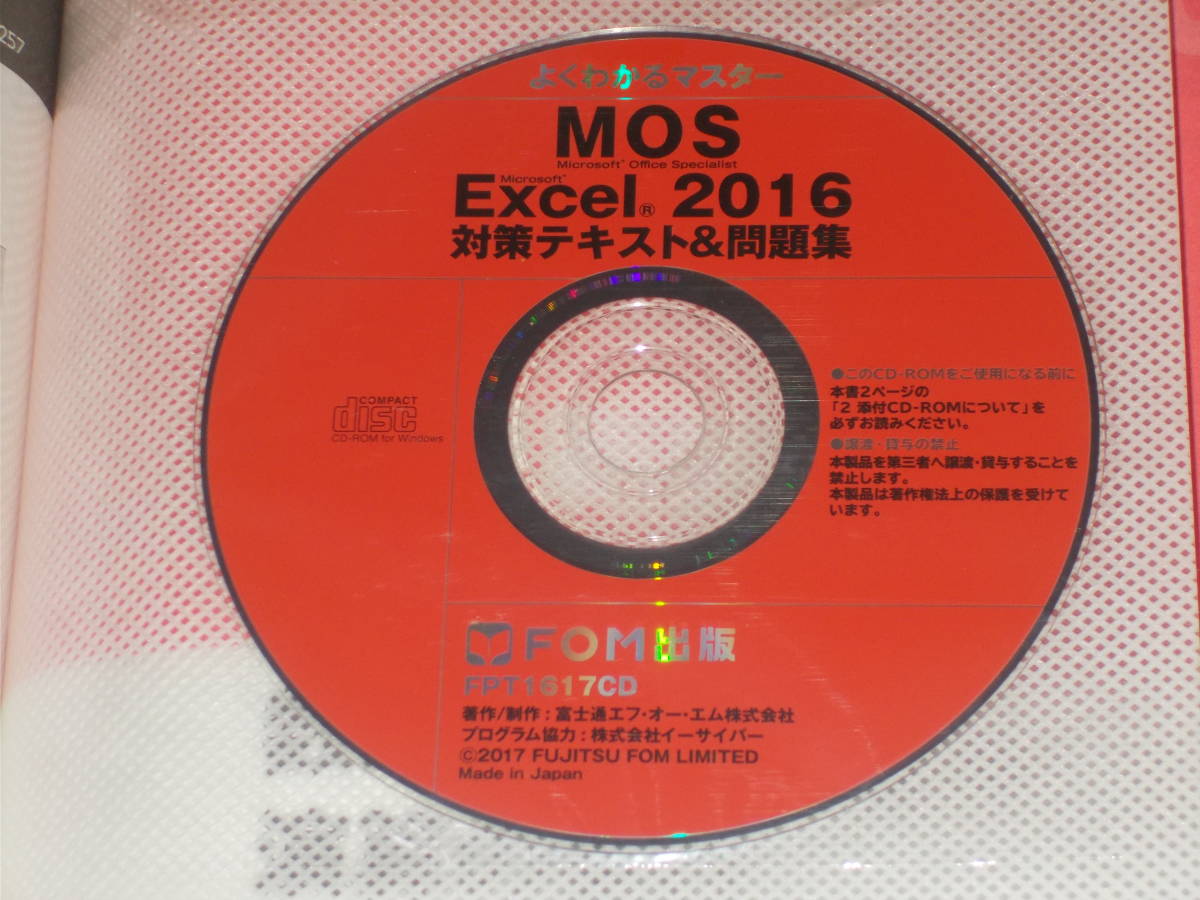 257
よくわかるマスター
MOS
Microsoft® Office Specialist
Microsoft®
Excel® 2016
対策テキスト&問題集
COMPACT
disc
CD-ROM for Windows
●このCD-ROMをご使用になる前に
本書2ページの
「2 添付CD-ROMについて」を
必ずお読みください。
●譲渡・貸与の禁止
本製品を第三者へ譲渡・貸与することを
禁止します。
本製品は著作権法上の保護を受けて
います。
FOM出版
FPT1617CD
著作/制作：富士通エフ・オー・エム株式会社
プログラム協力：株式会社イーサイバー
©2017 FUJITSU FOM LIMITED
Made in Japan